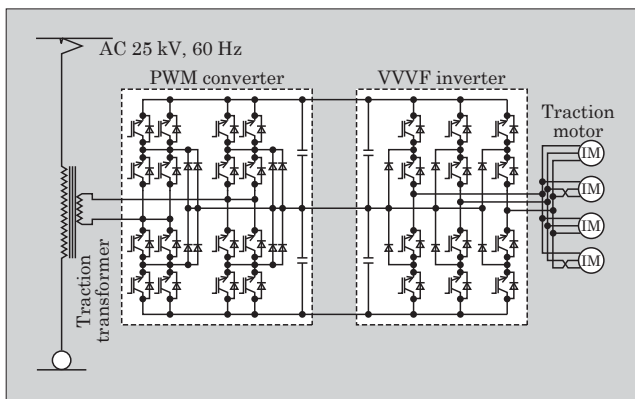 AC 25 kV, 60 Hz
PWM converter
VVVF inverter
Traction
motor
IM
IM
IM
IM
Traction
transformer